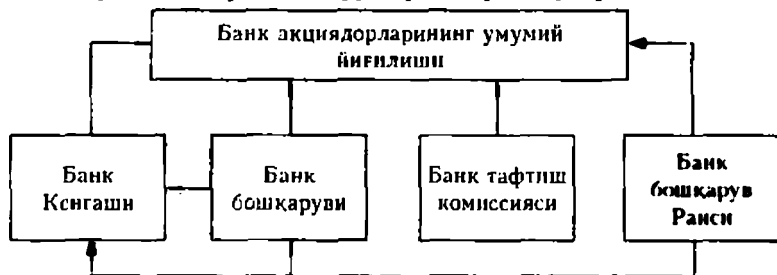 Банк акциядорларининг умумий
йиғилиши
Банк
Кенгаши
Банк
бошқаруви
Банк тафтиш
комиссияси
Банк
бошқарув
Раиси